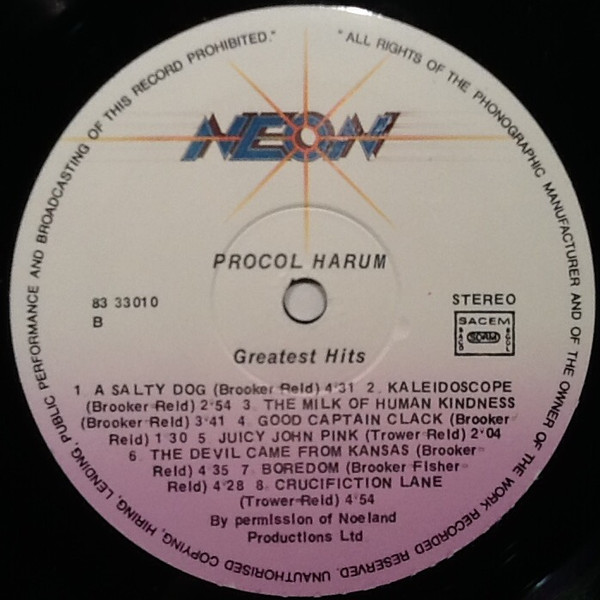 "ALL RIGHTS OF THE PHONOGRAPHIC MANUFACTURER AND OF THE OWNER OF THE WORK RECORDED RESERVED. UNAUTHORISED COPYING, HIRING, LENDING, PUBLIC PERFORMANCE AND BROADCASTING OF THIS RECORD PROHIBITED."
NEON
PROCOL HARUM
83 33010
B
STEREO
SACEM
SDRM
Greatest Hits
1 A SALTY DOG (Brooker-Reid) 4'31 2. KALEIDOSCOPE
(Brooker-Reid) 2'54 3. THE MILK OF HUMAN KINDNESS
(Brooker-Reid) 3'41 4. GOOD CAPTAIN CLACK (Brooker-
Reid) 1'30 5. JUICY JOHN PINK (Trower-Reid) 2'04
6. THE DEVIL CAME FROM KANSAS (Brooker-
Reid) 4'35 7. BOREDOM (Brooker-Fisher-
Reid) 4'28 8. CRUCIFICTION LANE
(Trower-Reid) 4'54
By permission of Noeland
Productions Ltd